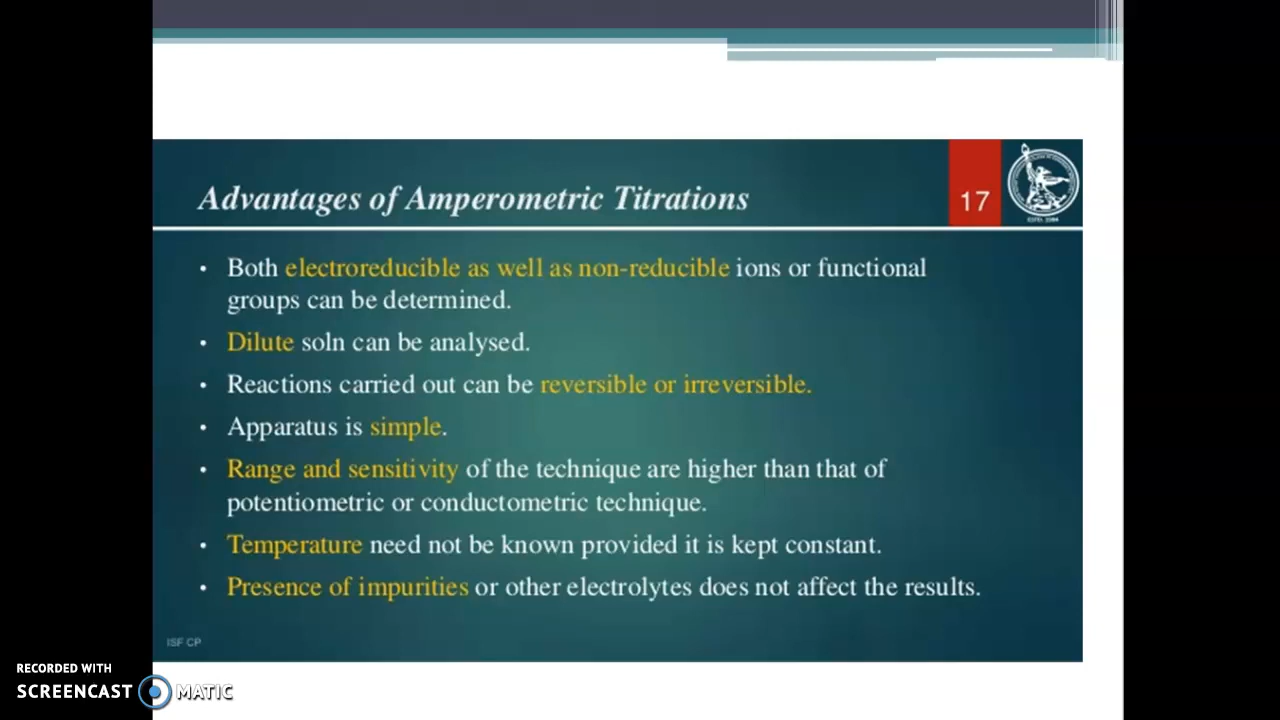 Advantages of Amperometric Titrations
17
• Both electroreducible as well as non-reducible ions or functional
groups can be determined.
• Dilute soln can be analysed.
• Reactions carried out can be reversible or irreversible.
• Apparatus is simple.
• Range and sensitivity of the technique are higher than that of
potentiometric or conductometric technique.
• Temperature need not be known provided it is kept constant.
• Presence of impurities or other electrolytes does not affect the results.
ISF CP
RECORDED WITH
SCREENCAST MATIC